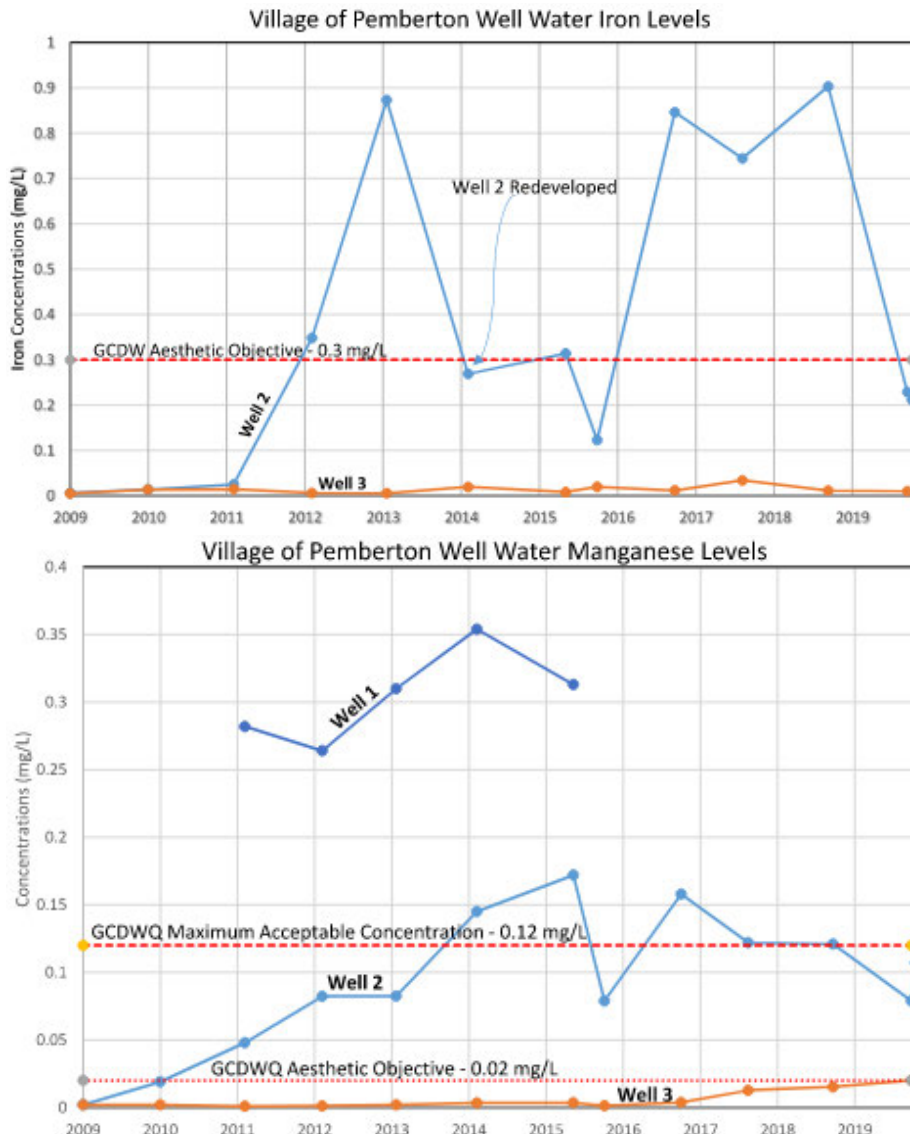 Village of Pemberton Well Water Iron Levels
1
0.9
0.8
0.7
Well 2 Redeveloped
0.6
Iron Concentrations (mg/L)
0.5
0.4
GCDW Aesthetic Objective - 0.3 mg/L
0.3
Well 2
0.2
0.1
Well 3
0
2009 2010 2011 2012 2013 2014 2015 2016 2017 2018 2019
Village of Pemberton Well Water Manganese Levels
0.4
0.35
Well 1
0.3
0.25
Concentrations (mg/L)
0.2
0.15
GCDWQ Maximum Acceptable Concentration - 0.12 mg/L
0.1
Well 2
0.05
GCDWQ Aesthetic Objective - 0.02 mg/L
Well 3
0
2009 2010 2011 2012 2013 2014 2015 2016 2017 2018 2019